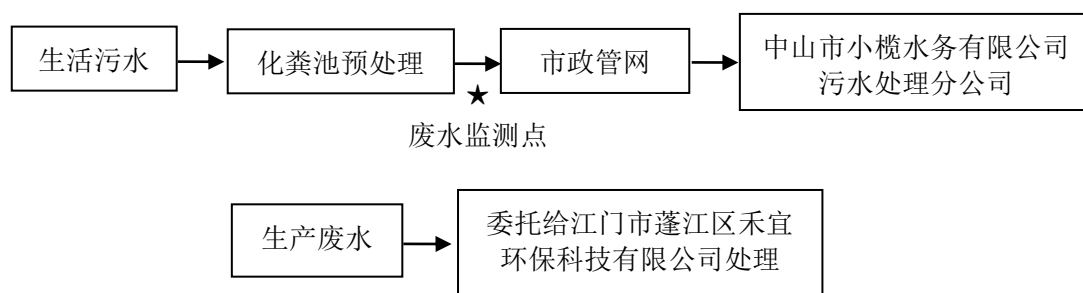 生活污水
化粪池预处理
市政管网
中山市小榄水务有限公司
污水处理分公司
★
废水监测点
生产废水
委托给江门市蓬江区禾宜
环保科技有限公司处理